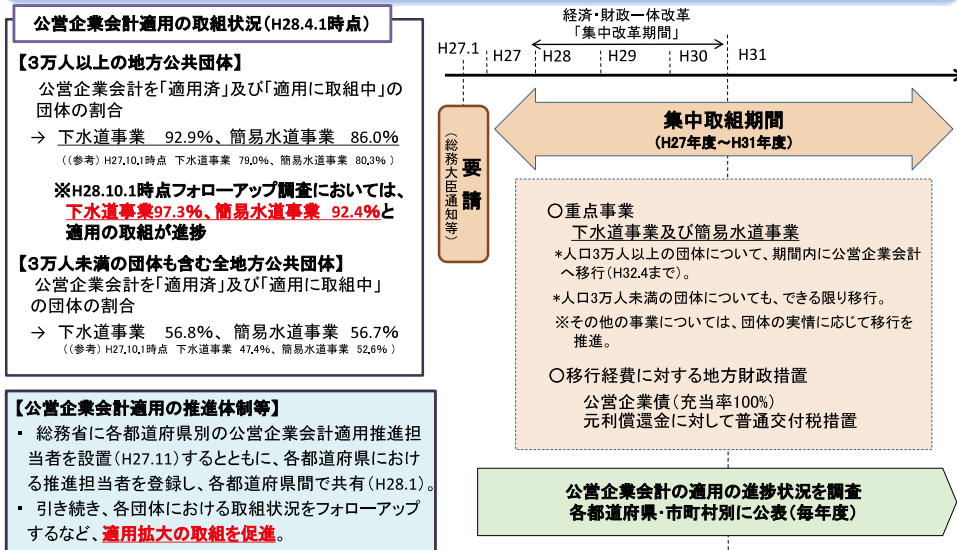 公営企業会計適用の取組状況(H28.4.1時点)
【3万人以上の地方公共団体】
公営企業会計を「適用済」及び「適用に取組中」の
団体の割合
→ 下水道事業 92.9%、簡易水道事業 86.0%
((参考) H27.10.1時点 下水道事業 79.0%、簡易水道事業 80.3% )
※H28.10.1時点フォローアップ調査においては、
下水道事業97.3%、簡易水道事業 92.4%と
適用の取組が進捗
【3万人未満の団体も含む全地方公共団体】
公営企業会計を「適用済」及び「適用に取組中」
の団体の割合
→ 下水道事業 56.8%、簡易水道事業 56.7%
((参考) H27.10.1時点 下水道事業 47.4%、簡易水道事業 52.6% )
【公営企業会計適用の推進体制等】
・ 総務省に各都道府県別の公営企業会計適用推進担
当者を設置(H27.11)するとともに、各都道府県におけ
る推進担当者を登録し、各都道府県間で共有(H28.1)。
・ 引き続き、各団体における取組状況をフォローアップ
するなど、適用拡大の取組を促進。
経済・財政一体改革
「集中改革期間」
H27.1 H27 H28 H29 H30 H31
要請
(総務大臣通知等)
集中取組期間
(H27年度~H31年度)
○重点事業
下水道事業及び簡易水道事業
*人口3万人以上の団体について、期間内に公営企業会計
へ移行(H32.4まで)。
*人口3万人未満の団体についても、できる限り移行。
※その他の事業については、団体の実情に応じて移行を
推進。
○移行経費に対する地方財政措置
公営企業債(充当率100%)
元利償還金に対して普通交付税措置
公営企業会計の適用の進捗状況を調査
各都道府県・市町村別に公表(毎年度)